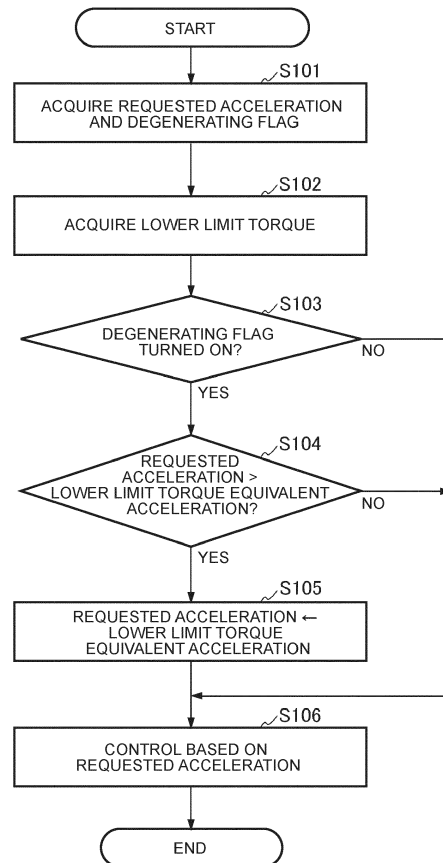 START
S101
ACQUIRE REQUESTED ACCELERATION
AND DEGENERATING FLAG
S102
ACQUIRE LOWER LIMIT TORQUE
S103
DEGENERATING FLAG
TURNED ON?
NO
YES
S104
REQUESTED
ACCELERATION >
LOWER LIMIT TORQUE EQUIVALENT
ACCELERATION?
NO
YES
S105
REQUESTED ACCELERATION ←
LOWER LIMIT TORQUE
EQUIVALENT ACCELERATION
S106
CONTROL BASED ON
REQUESTED ACCELERATION
END